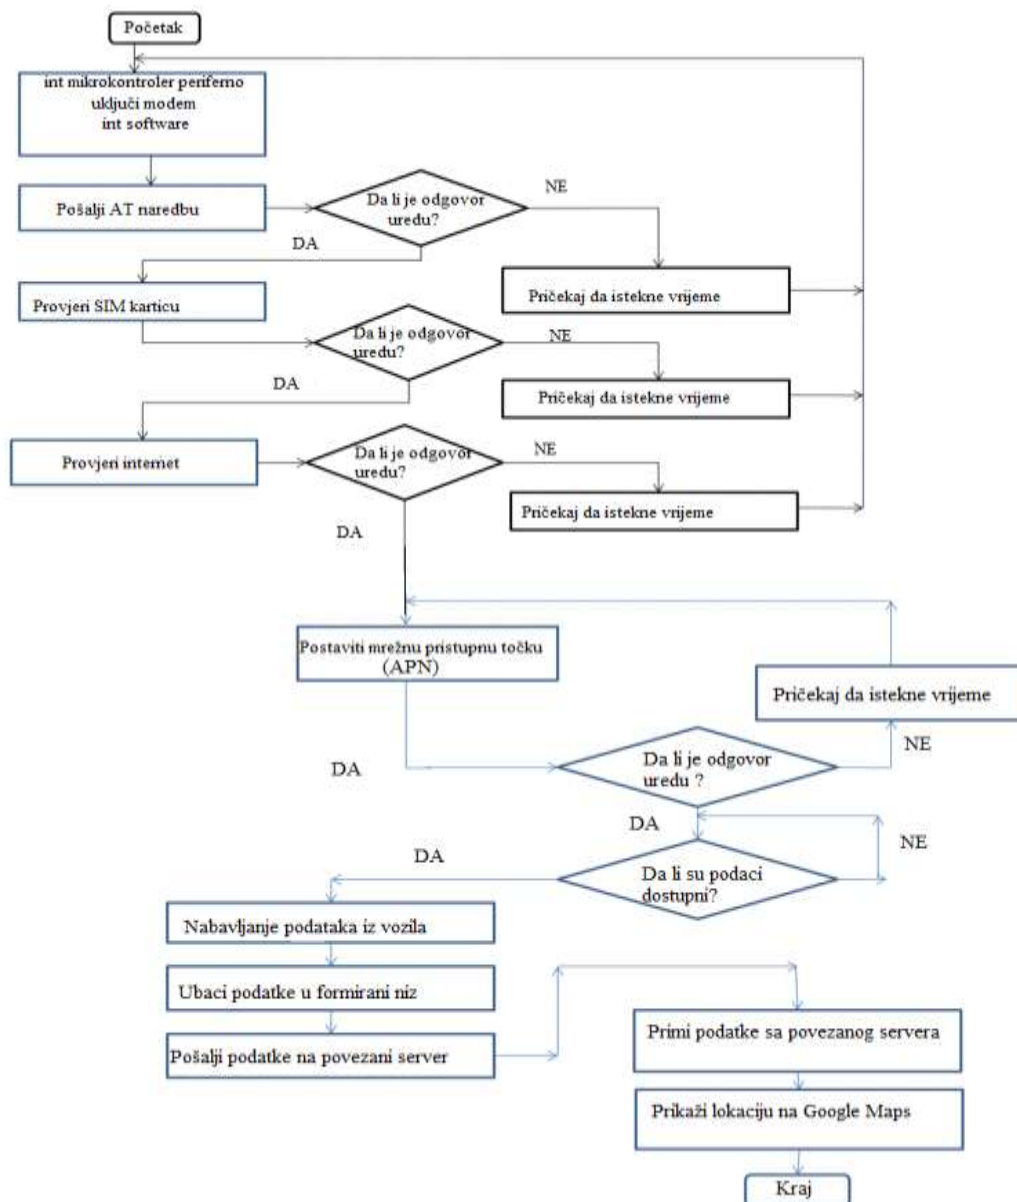 Početak
int mikrokontroler periferno
uključi modem
int software
Pošalji AT naredbu
Da li je odgovor
uredu?
NE
DA
Pričekaj da istekne vrijeme
Provjeri SIM karticu
Da li je odgovor
uredu?
NE
DA
Pričekaj da istekne vrijeme
Provjeri internet
Da li je odgovor
uredu?
NE
Pričekaj da istekne vrijeme
DA
Postaviti mrežnu pristupnu točku
(APN)
Pričekaj da istekne vrijeme
DA
Da li je odgovor
uredu ?
NE
DA
NE
DA
Da li su podaci
dostupni?
Nabavljanje podataka iz vozila
Ubaci podatke u formirani niz
Pošalji podatke na povezani server
Primi podatke sa povezanog servera
Prikaži lokaciju na Google Maps
Kraj